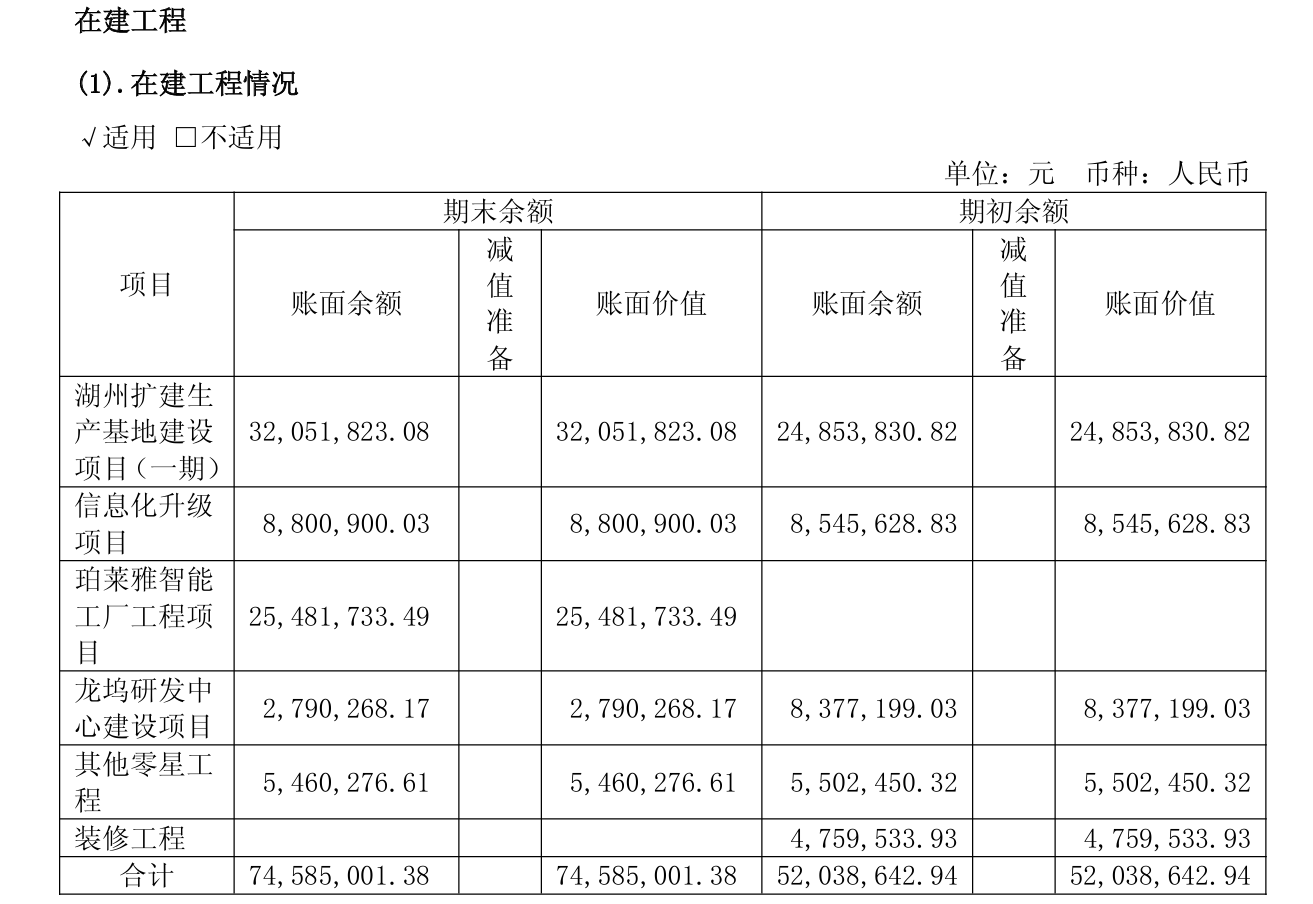 在建工程
(1).在建工程情况
√适用 □不适用
单位：元 币种：人民币
项目 期末余额 期初余额
账面余额 减值准备 账面价值 账面余额 减值准备 账面价值
湖州扩建生
产基地建设
项目（一期） 32,051,823.08 32,051,823.08 24,853,830.82 24,853,830.82
信息化升级
项目 8,800,900.03 8,800,900.03 8,545,628.83 8,545,628.83
珀莱雅智能
工厂工程项
目 25,481,733.49 25,481,733.49
龙坞研发中
心建设项目 2,790,268.17 2,790,268.17 8,377,199.03 8,377,199.03
其他零星工
程 5,460,276.61 5,460,276.61 5,502,450.32 5,502,450.32
装修工程 4,759,533.93 4,759,533.93
合计 74,585,001.38 74,585,001.38 52,038,642.94 52,038,642.94